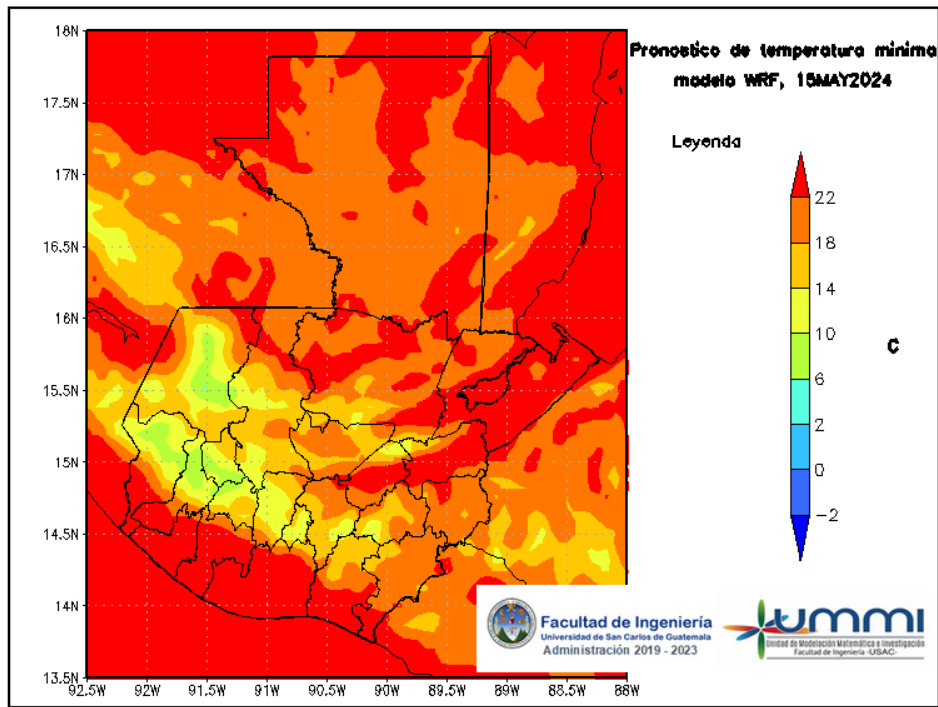 Pronostico de temperatura minima
modelo WRF, 15MAY2024
Leyenda
22
18
14
10
6
2
0
−2
C
18N
17.5N
17N
16.5N
16N
15.5N
15N
14.5N
14N
13.5N
92.5W
92W
91.5W
91W
90.5W
90W
89.5W
89W
88.5W
88W
Facultad de Ingeniería
Universidad de San Carlos de Guatemala
Administración 2019 - 2023
UMMI
Unidad de Modelación Matemática e Investigación
Facultad de Ingeniería -USAC-